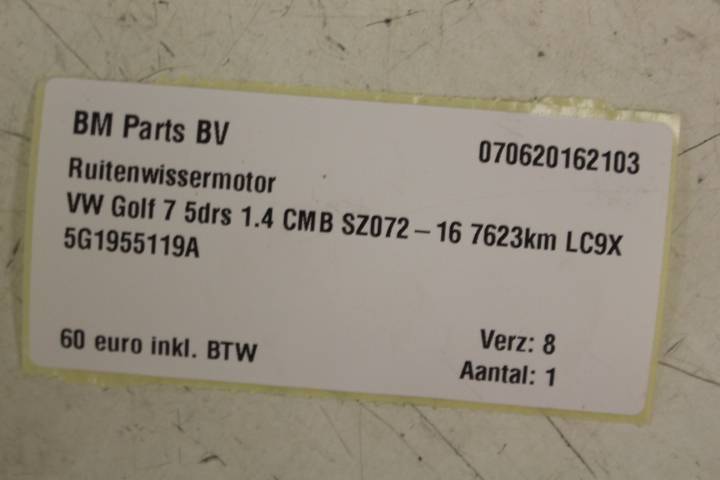 BM Parts BV
070620162103
Ruitenwissermotor
VW Golf 7 5drs 1.4 CMB SZ072 – 16 7623km LC9X
5G1955119A
60 euro inkl. BTW
Verz: 8
Aantal: 1